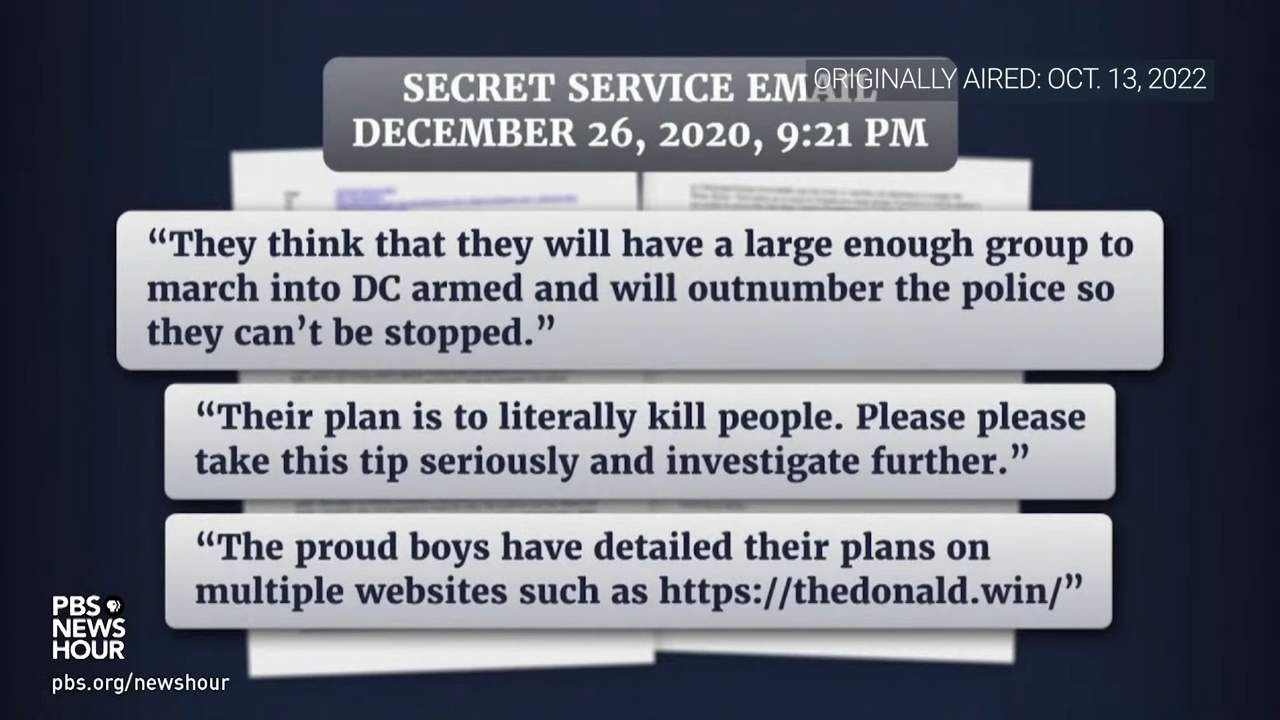 SECRET SERVICE EMAIL
ORIGINALLY AIRED: OCT. 13, 2022
DECEMBER 26, 2020, 9:21 PM
“They think that they will have a large enough group to
march into DC armed and will outnumber the police so
they can’t be stopped.”
“Their plan is to literally kill people. Please please
take this tip seriously and investigate further.”
“The proud boys have detailed their plans on
multiple websites such as https://thedonald.win/”
PBS
NEWS
HOUR
pbs.org/newshour